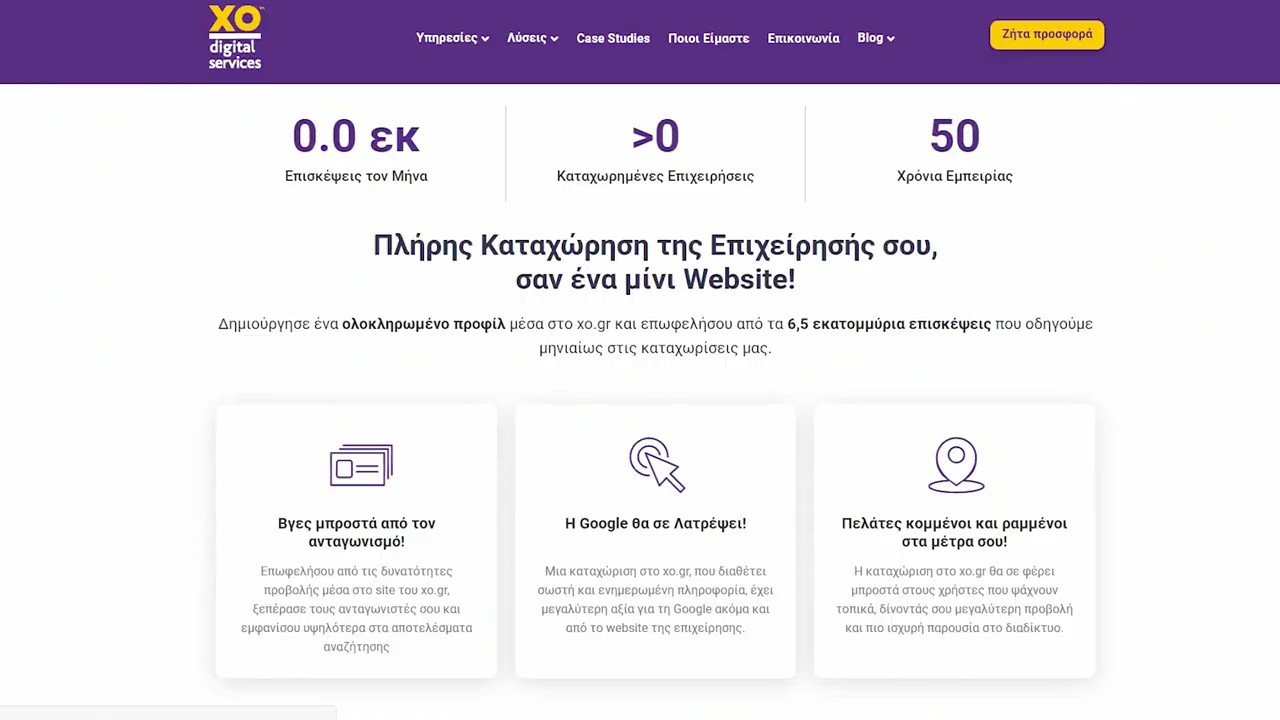 XO
digital
services
Υπηρεσίες
Λύσεις
Case Studies
Ποιοι Είμαστε
Επικοινωνία
Blog
Ζήτα προσφορά
0.0 εκ
Επισκέψεις τον Μήνα
>0
Καταχωρημένες Επιχειρήσεις
50
Χρόνια Εμπειρίας
Πλήρης Καταχώρηση της Επιχείρησής σου,
σαν ένα μίνι Website!
Δημιούργησε ένα ολοκληρωμένο προφίλ μέσα στο xo.gr και επωφελήσου από τα 6,5 εκατομμύρια επισκέψεις που οδηγούμε
μηνιαίως στις καταχωρίσεις μας.
Βγες μπροστά από τον
ανταγωνισμό!
Επωφελήσου από τις δυνατότητες
προβολής μέσα στο site του xo.gr,
ξεπέρασε τους ανταγωνιστές σου και
εμφανίσου υψηλότερα στα αποτελέσματα
αναζήτησης
Η Google θα σε Λατρέψει!
Μια καταχώριση στο xo.gr, που διαθέτει
σωστή και ενημερωμένη πληροφορία, έχει
μεγαλύτερη αξία για τη Google ακόμα και
από το website της επιχείρησης.
Πελάτες κομμένοι και ραμμένοι
στα μέτρα σου!
Η καταχώριση στο xo.gr θα σε φέρει
μπροστά στους χρήστες που ψάχνουν
τοπικά, δίνοντάς σου μεγαλύτερη προβολή
και πιο ισχυρή παρουσία στο διαδίκτυο.